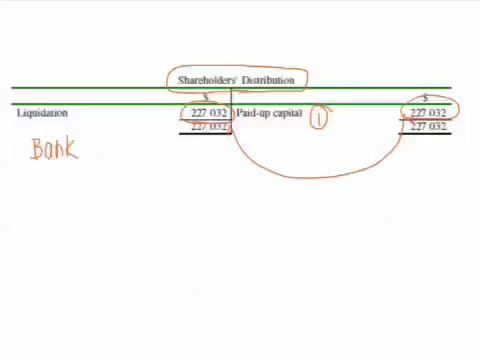 Shareholders' Distribution
$ $
Liquidation 227 032 Paid-up capital 1 227 032
227 032 227 032
Bank